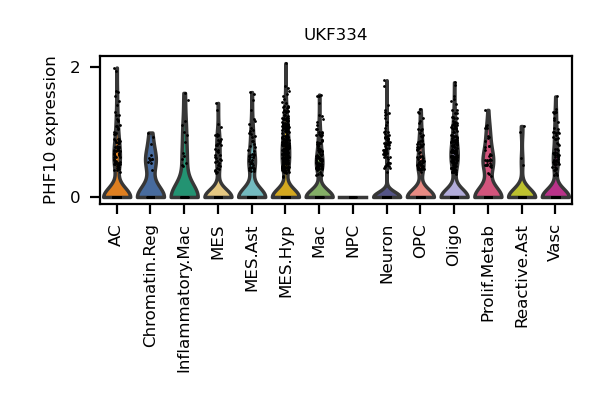 UKF334
PHF10 expression
2
0
AC
Chromatin.Reg
Inflammatory.Mac
MES
MES.Ast
MES.Hyp
Mac
NPC
Neuron
OPC
Oligo
Prolif.Metab
Reactive.Ast
Vasc